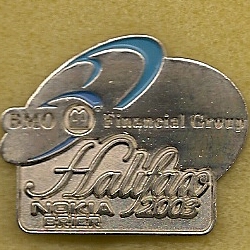 BMO Financial Group
Halifax
NOKIA 2003
BRIER